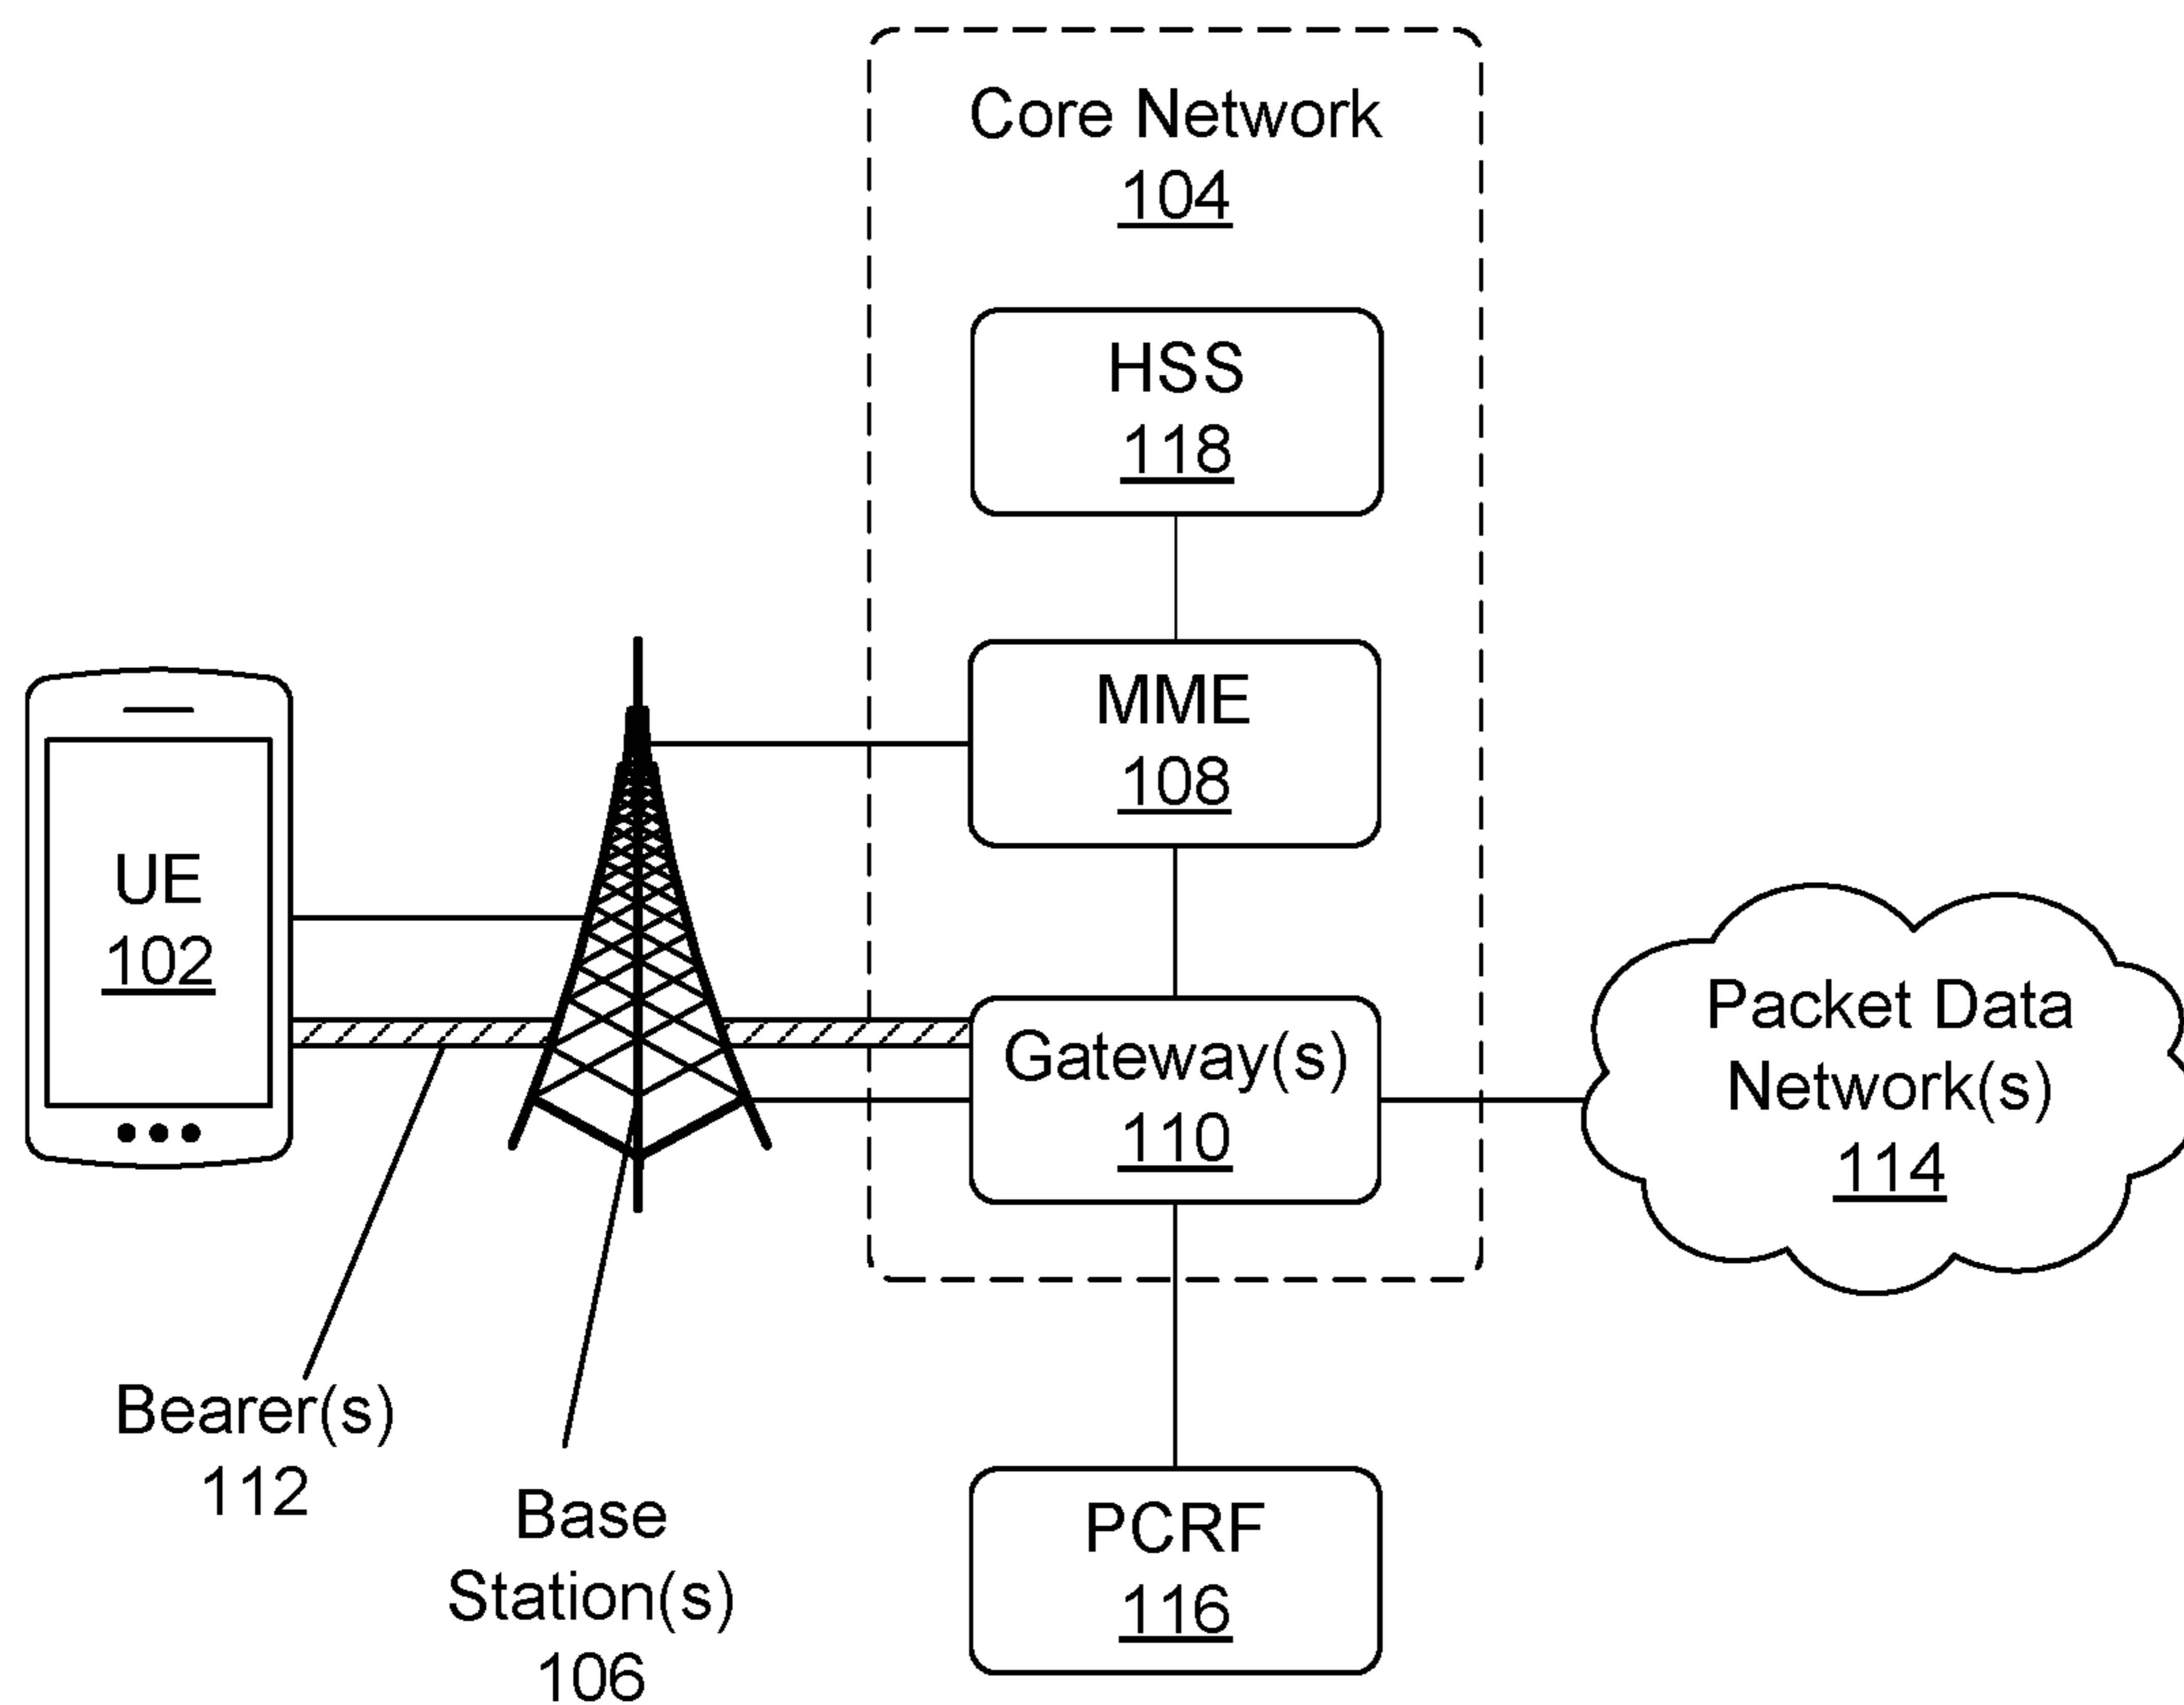 Core Network
104
HSS
118
MME
108
UE
102
Gateway(s)
110
Packet Data
Network(s)
114
Bearer(s)
112
Base
Station(s)
106
PCRF
116